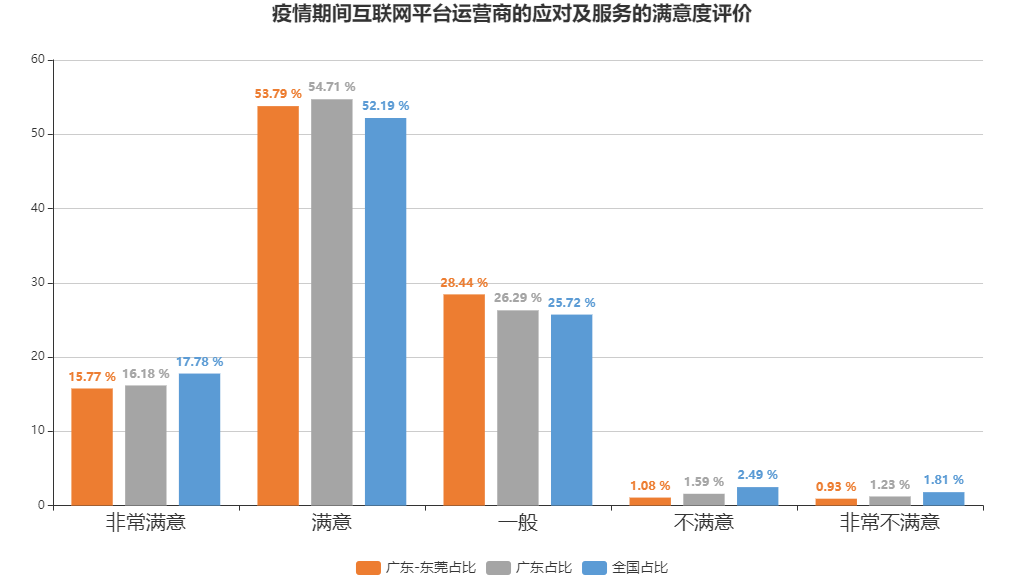 疫情期间互联网平台运营商的应对及服务的满意度评价
60
50
40
30
20
10
0
15.77 %
16.18 %
17.78 %
53.79 %
54.71 %
52.19 %
28.44 %
26.29 %
25.72 %
1.08 %
1.59 %
2.49 %
0.93 %
1.23 %
1.81 %
非常满意
满意
一般
不满意
非常不满意
广东-东莞占比
广东占比
全国占比